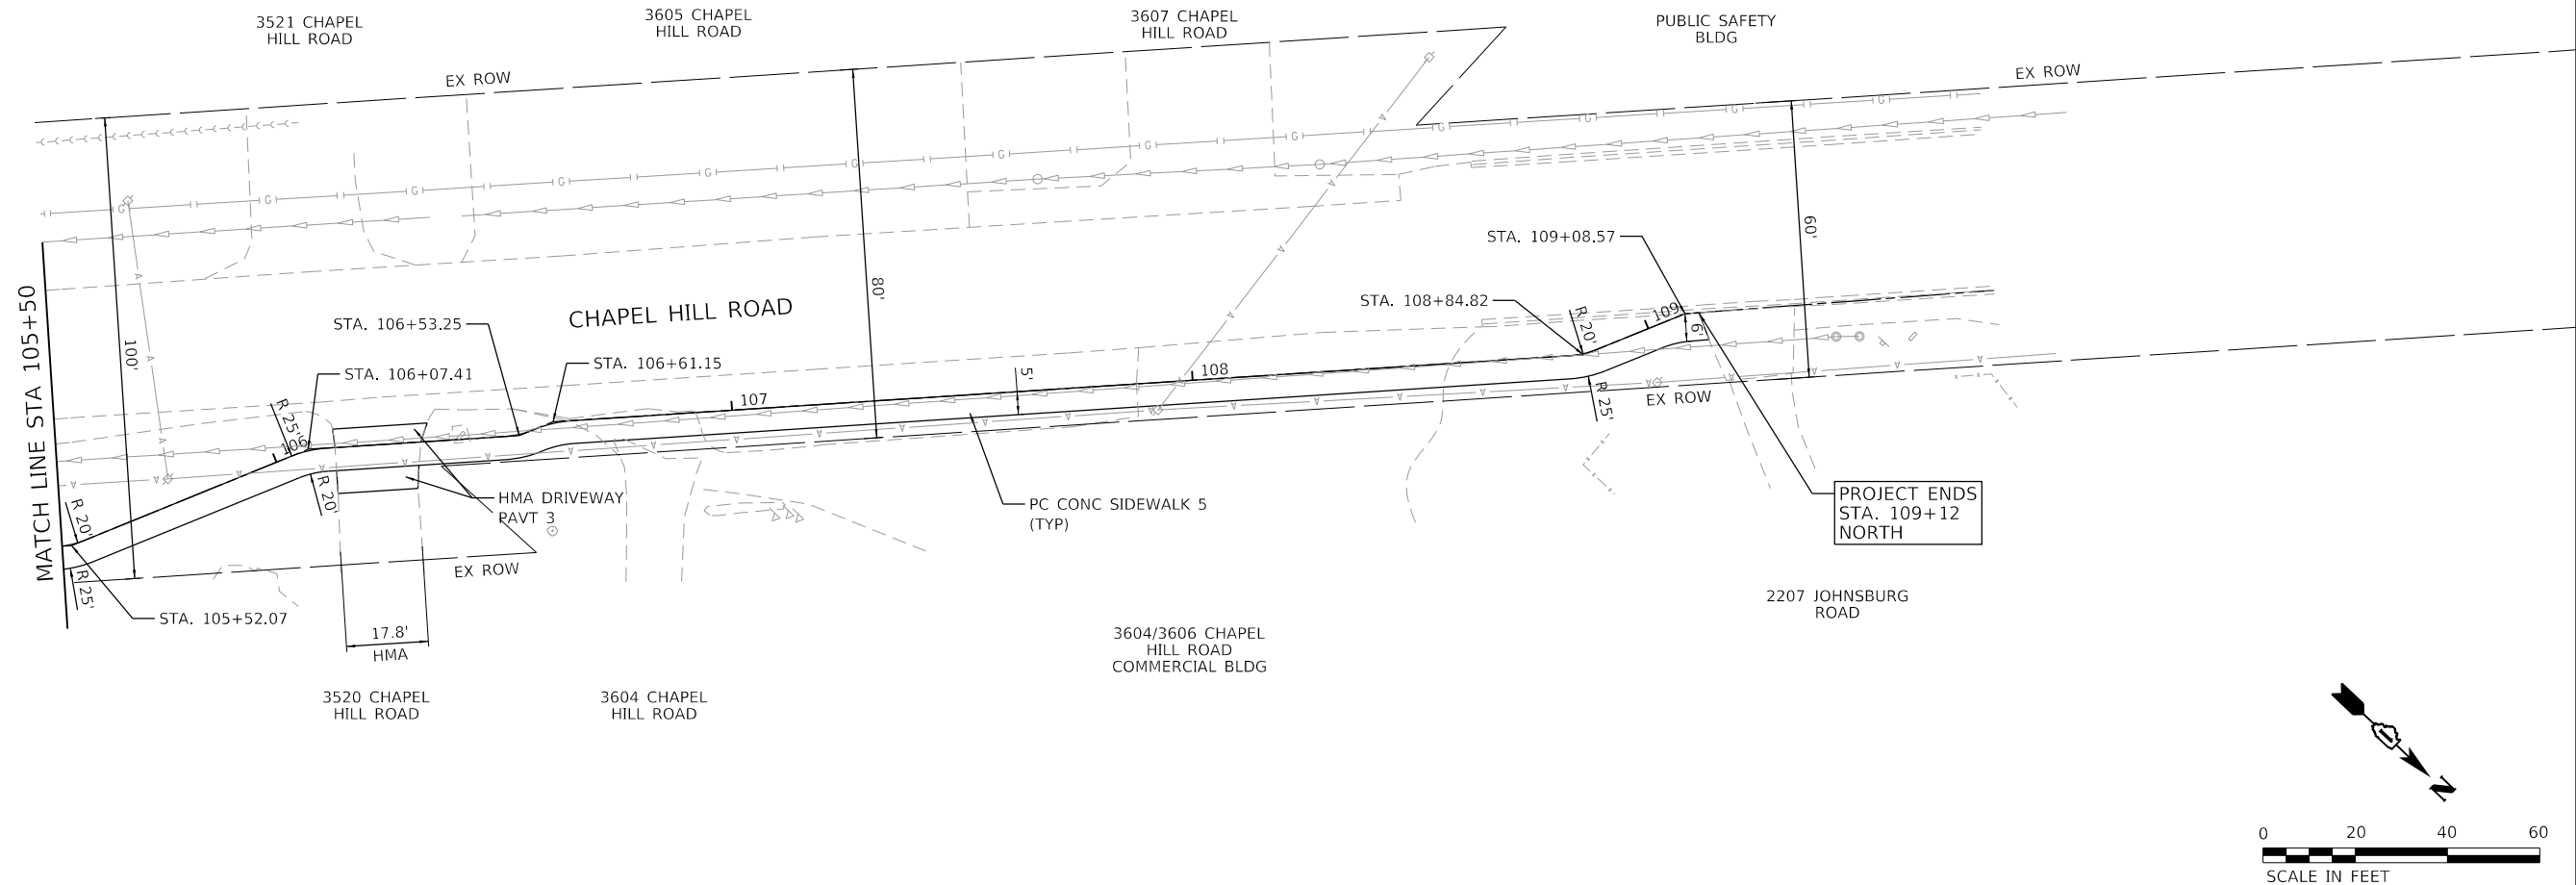 3521 CHAPEL
HILL ROAD
3605 CHAPEL
HILL ROAD
3607 CHAPEL
HILL ROAD
PUBLIC SAFETY
BLDG
EX ROW
EX ROW
G G G G G G G G G G G G G
60'
80'
100'
CHAPEL HILL ROAD
MATCH LINE STA 105+50
STA. 109+08.57
STA. 108+84.82
STA. 106+53.25
STA. 106+61.15
STA. 106+07.41
R 20'
109
6'
5'
108
107
R 25'
106
R 25'
EX ROW
R 20'
HMA DRIVEWAY
PAVT 3
PC CONC SIDEWALK 5
(TYP)
PROJECT ENDS
STA. 109+12
NORTH
R 20'
R 25'
EX ROW
STA. 105+52.07
17.8'
HMA
2207 JOHNSBURG
ROAD
3604/3606 CHAPEL
HILL ROAD
COMMERCIAL BLDG
3520 CHAPEL
HILL ROAD
3604 CHAPEL
HILL ROAD
N
0 20 40 60
SCALE IN FEET